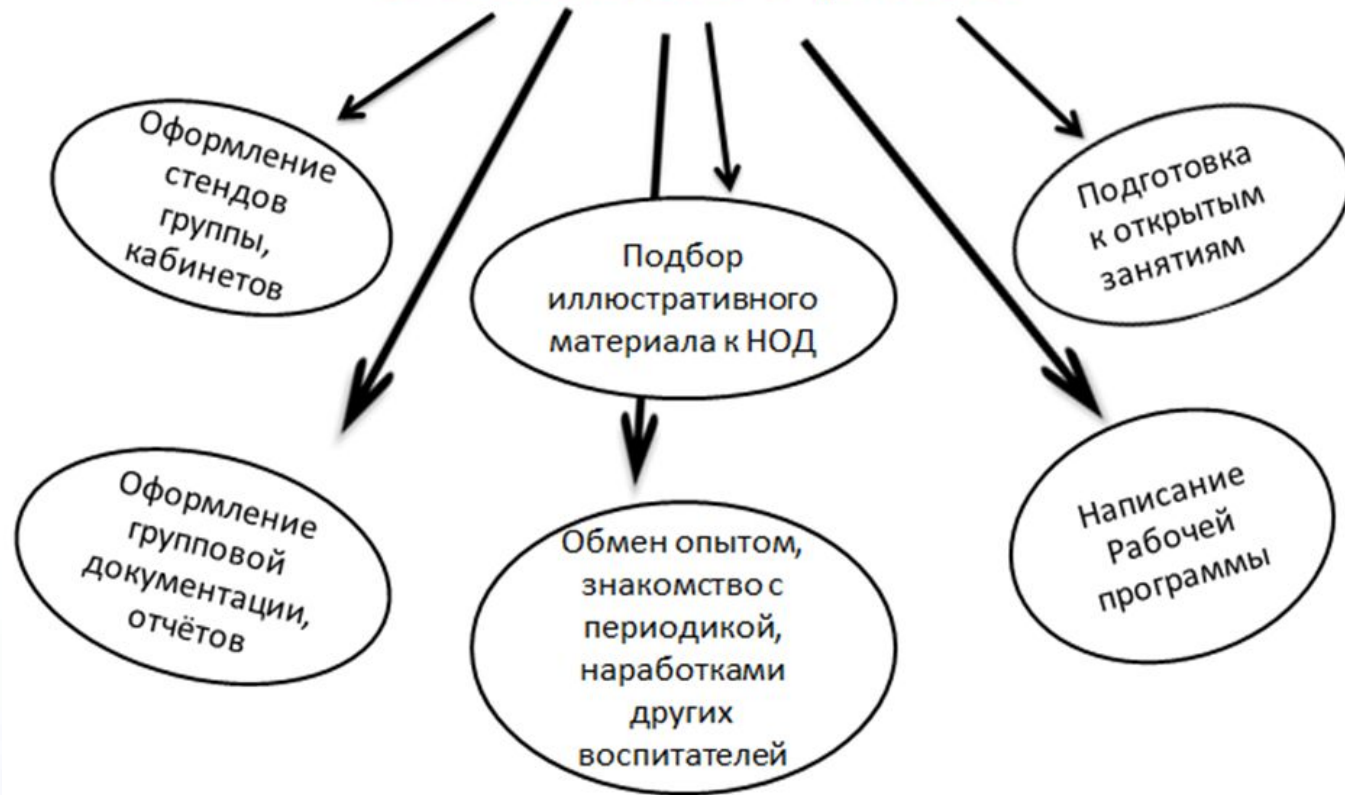 Оформление
стендов
группы,
кабинетов
Подбор
иллюстративного
материала к НОД
Подготовка
к открытым
занятиям
Оформление
групповой
документации,
отчётов
Обмен опытом,
знакомство с
периодикой,
наработками
других
воспитателей
Написание
Рабочей
программы